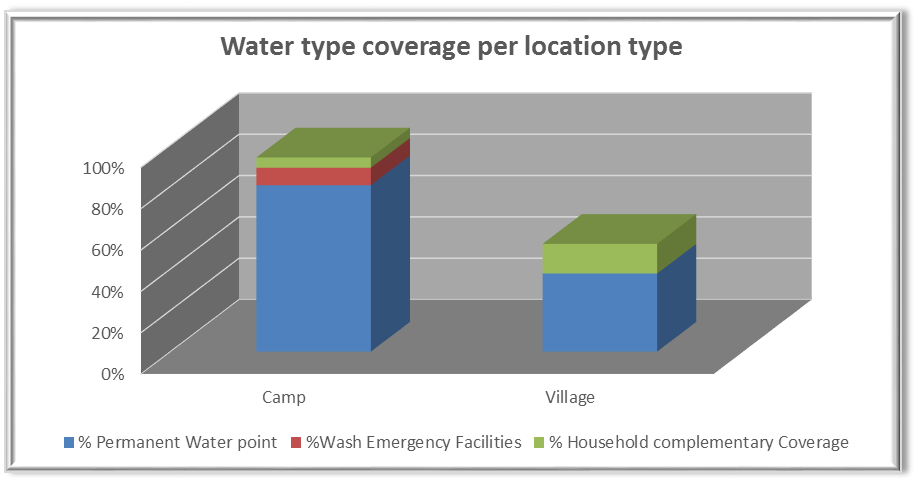 Water type coverage per location type
100%
80%
60%
40%
20%
0%
Camp Village
% Permanent Water point %Wash Emergency Facilities % Household complementary Coverage